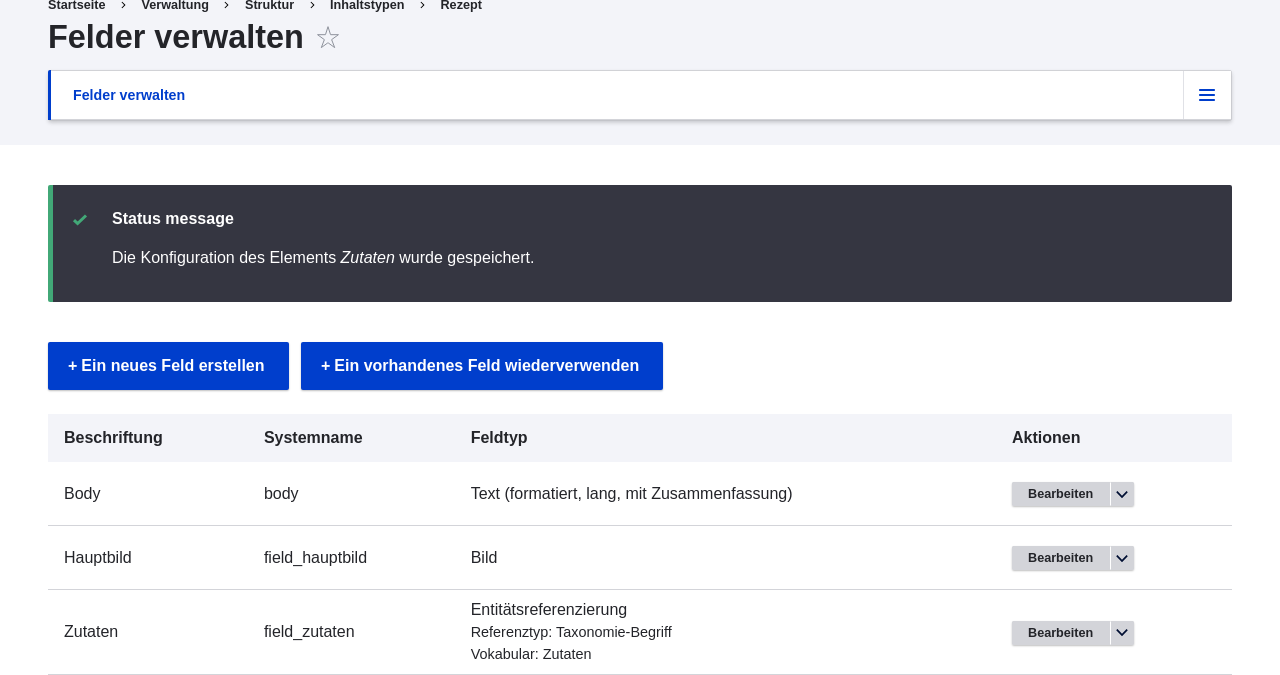 Startseite > Verwaltung > Struktur > Inhaltstypen > Rezept
Felder verwalten
Felder verwalten
Status message
Die Konfiguration des Elements Zutaten wurde gespeichert.
+ Ein neues Feld erstellen + Ein vorhandenes Feld wiederverwenden
Beschriftung Systemname Feldtyp Aktionen
Body body Text (formatiert, lang, mit Zusammenfassung) Bearbeiten
Hauptbild field_hauptbild Bild Bearbeiten
Entitätsreferenzierung
Zutaten field_zutaten Referenztyp: Taxonomie-Begriff Bearbeiten
Vokabular: Zutaten